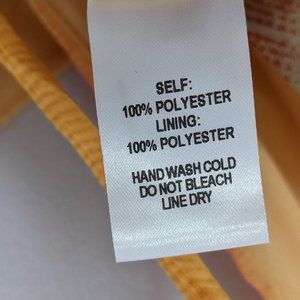 SELF:
100% POLYESTER
LINING:
100% POLYESTER
HAND WASH COLD
DO NOT BLEACH
LINE DRY